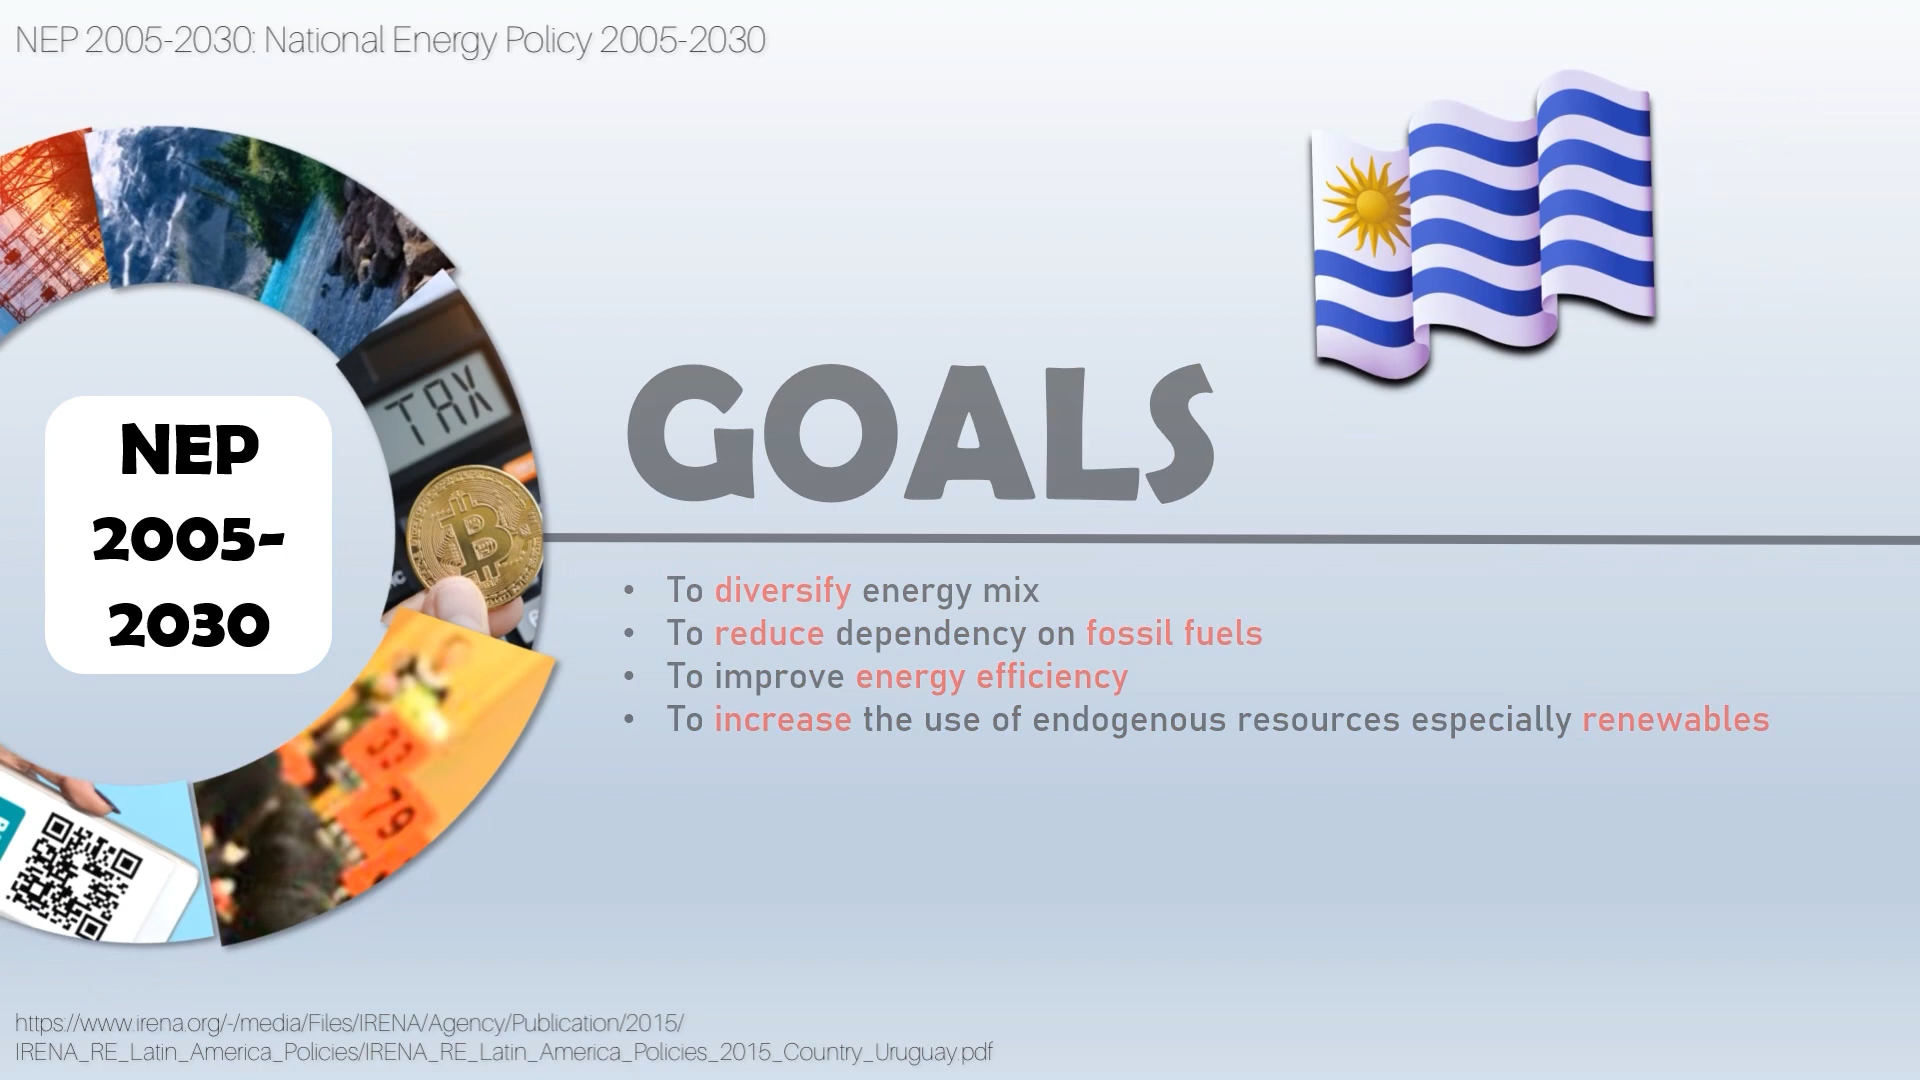 NEP 2005-2030: National Energy Policy 2005-2030
NEP
2005-
2030
TAX
B
79
GOALS
• To diversify energy mix
• To reduce dependency on fossil fuels
• To improve energy efficiency
• To increase the use of endogenous resources especially renewables
https://www.irena.org/-/media/Files/IRENA/Agency/Publication/2015/
IRENA_RE_Latin_America_Policies/IRENA_RE_Latin_America_Policies_2015_Country_Uruguay.pdf